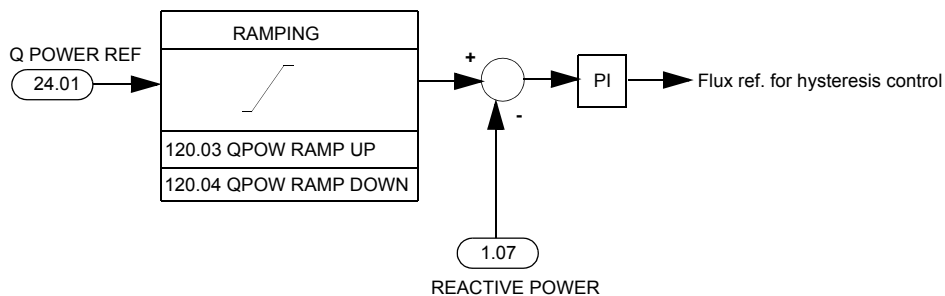 RAMPING
Q POWER REF
24.01
+
-
PI
Flux ref. for hysteresis control
120.03 QPOW RAMP UP
120.04 QPOW RAMP DOWN
1.07
REACTIVE POWER